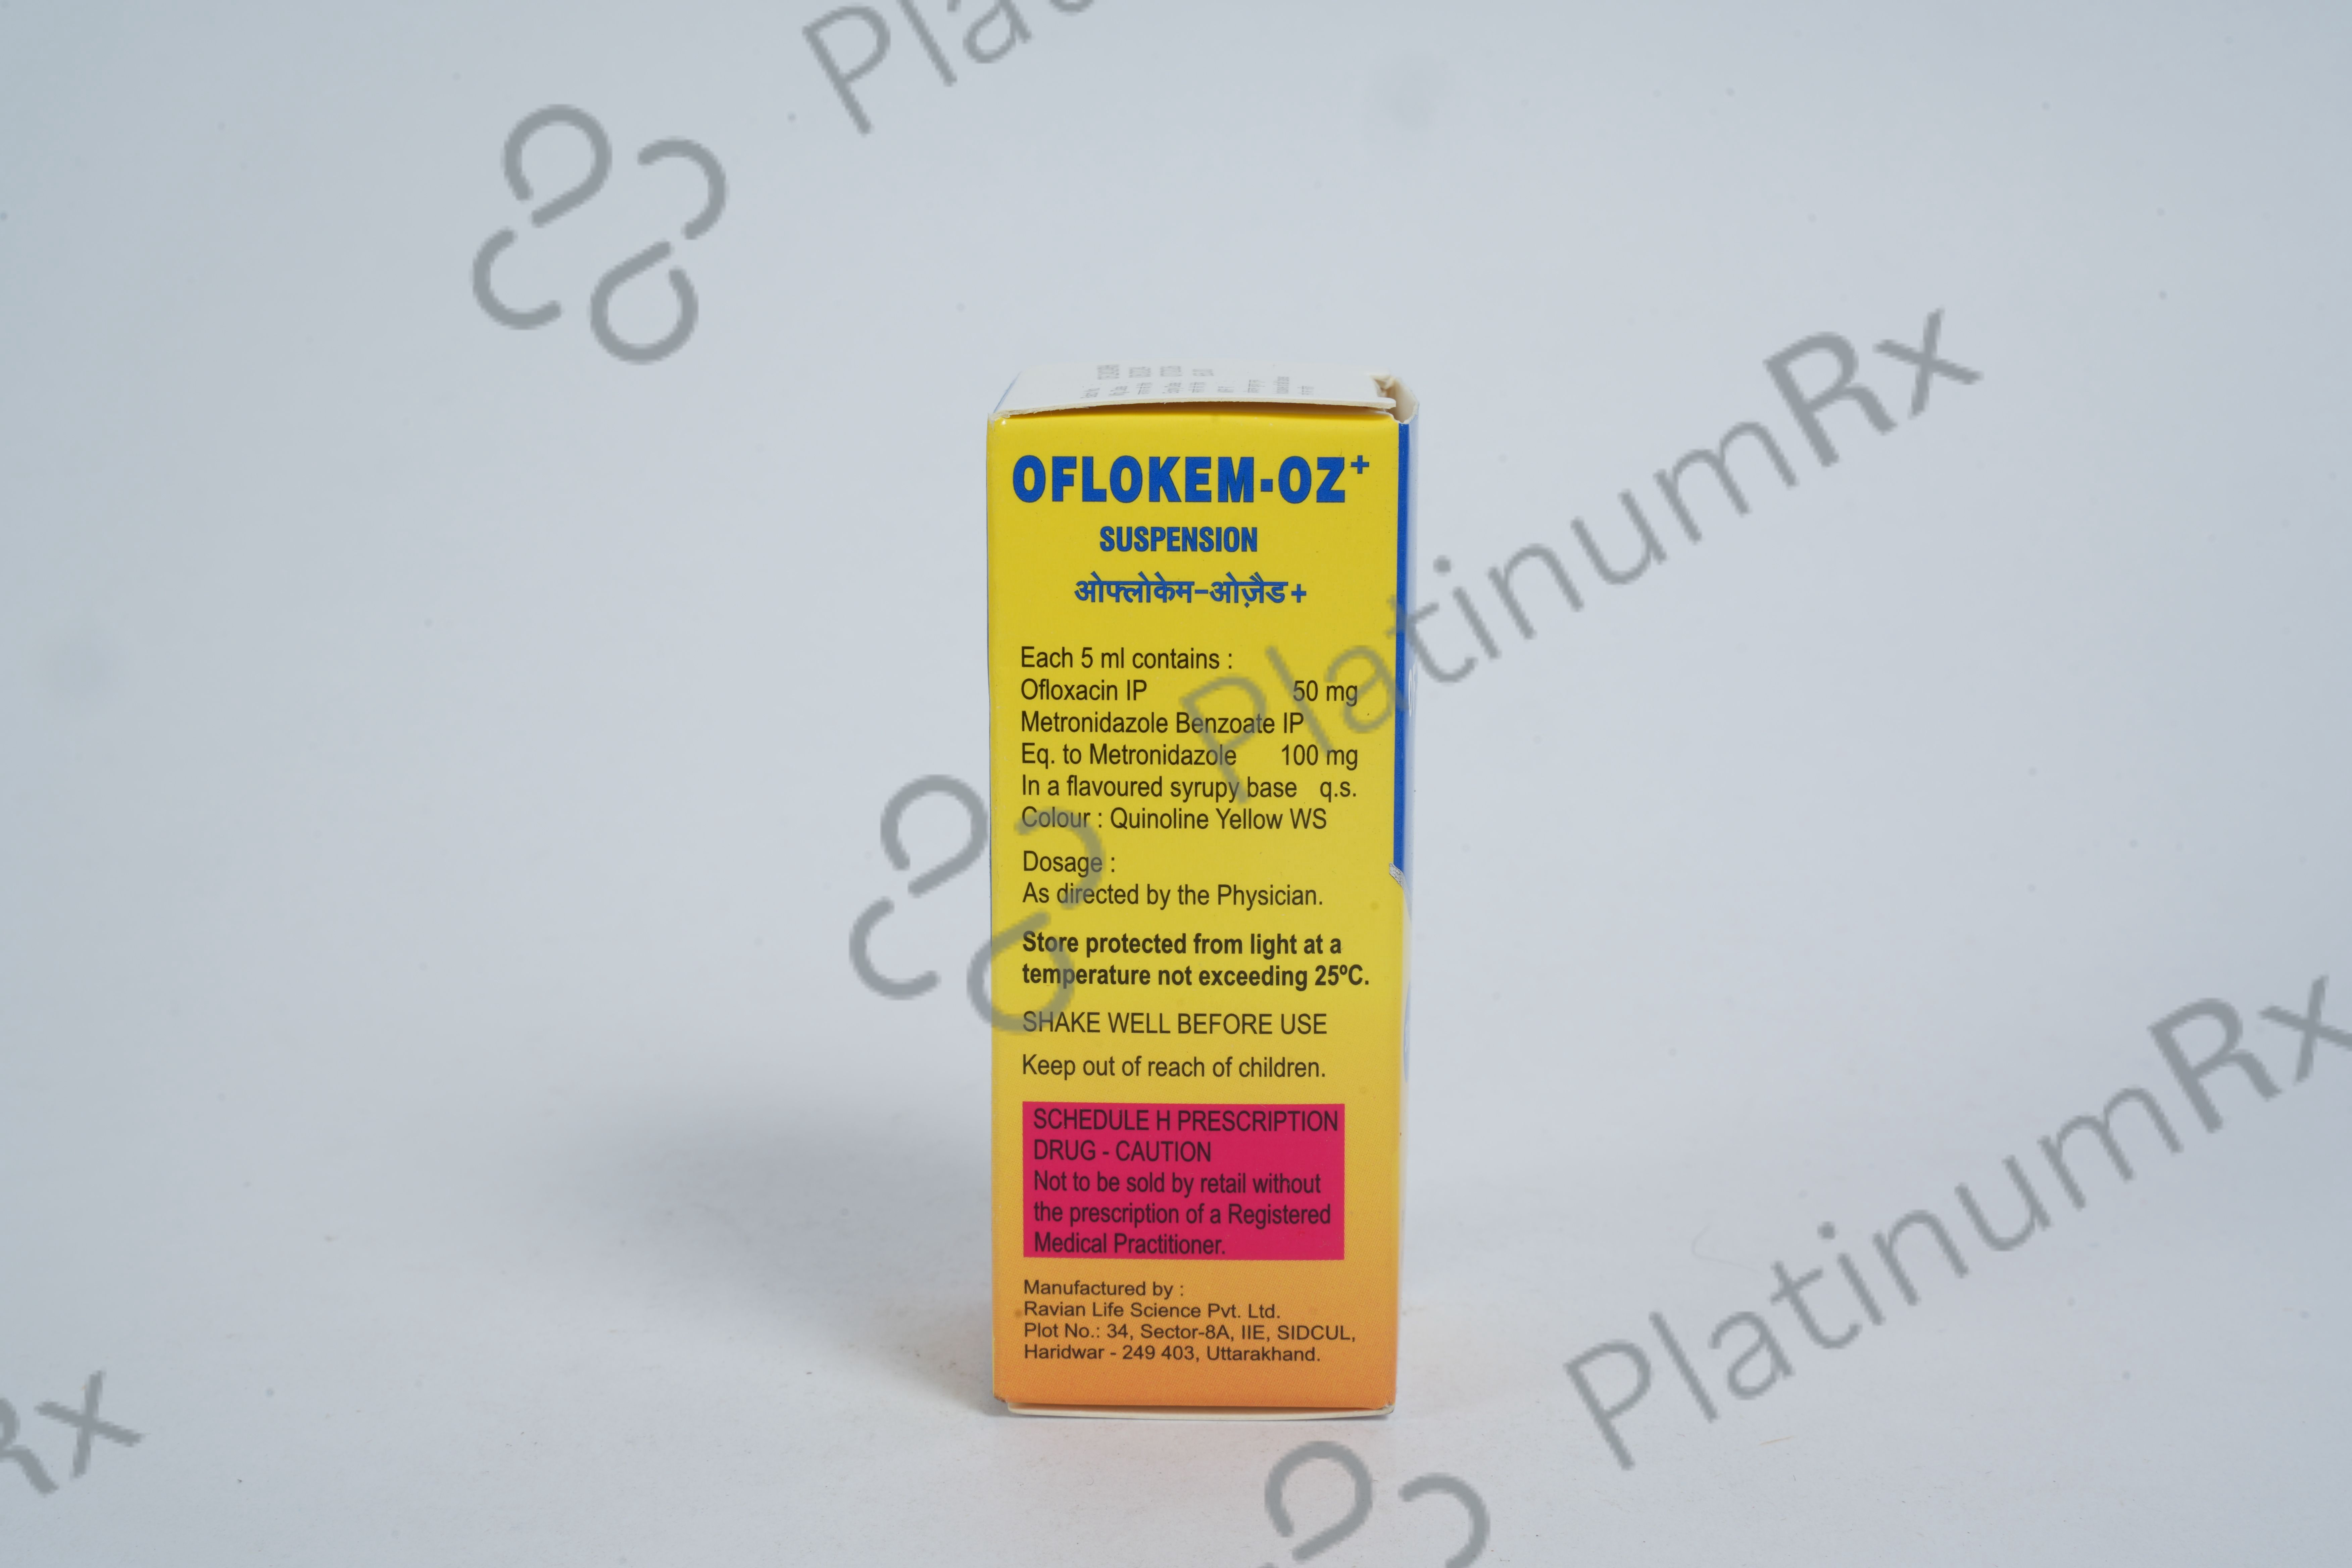 OFLOKEM-OZ+
SUSPENSION
ओफ्लोकेम-ओज़ैड+
Each 5 ml contains :
Ofloxacin IP 50 mg
Metronidazole Benzoate IP
Eq. to Metronidazole 100 mg
In a flavoured syrupy base q.s.
Colour : Quinoline Yellow WS
Dosage :
As directed by the Physician.
Store protected from light at a
temperature not exceeding 25ºC.
SHAKE WELL BEFORE USE
Keep out of reach of children.
SCHEDULE H PRESCRIPTION
DRUG - CAUTION
Not to be sold by retail without
the prescription of a Registered
Medical Practitioner.
Manufactured by :
Ravian Life Science Pvt. Ltd.
Plot No.: 34, Sector-8A, IIE, SIDCUL,
Haridwar - 249 403, Uttarakhand.
PlatinumRx
PlatinumRx
Pla
Rx